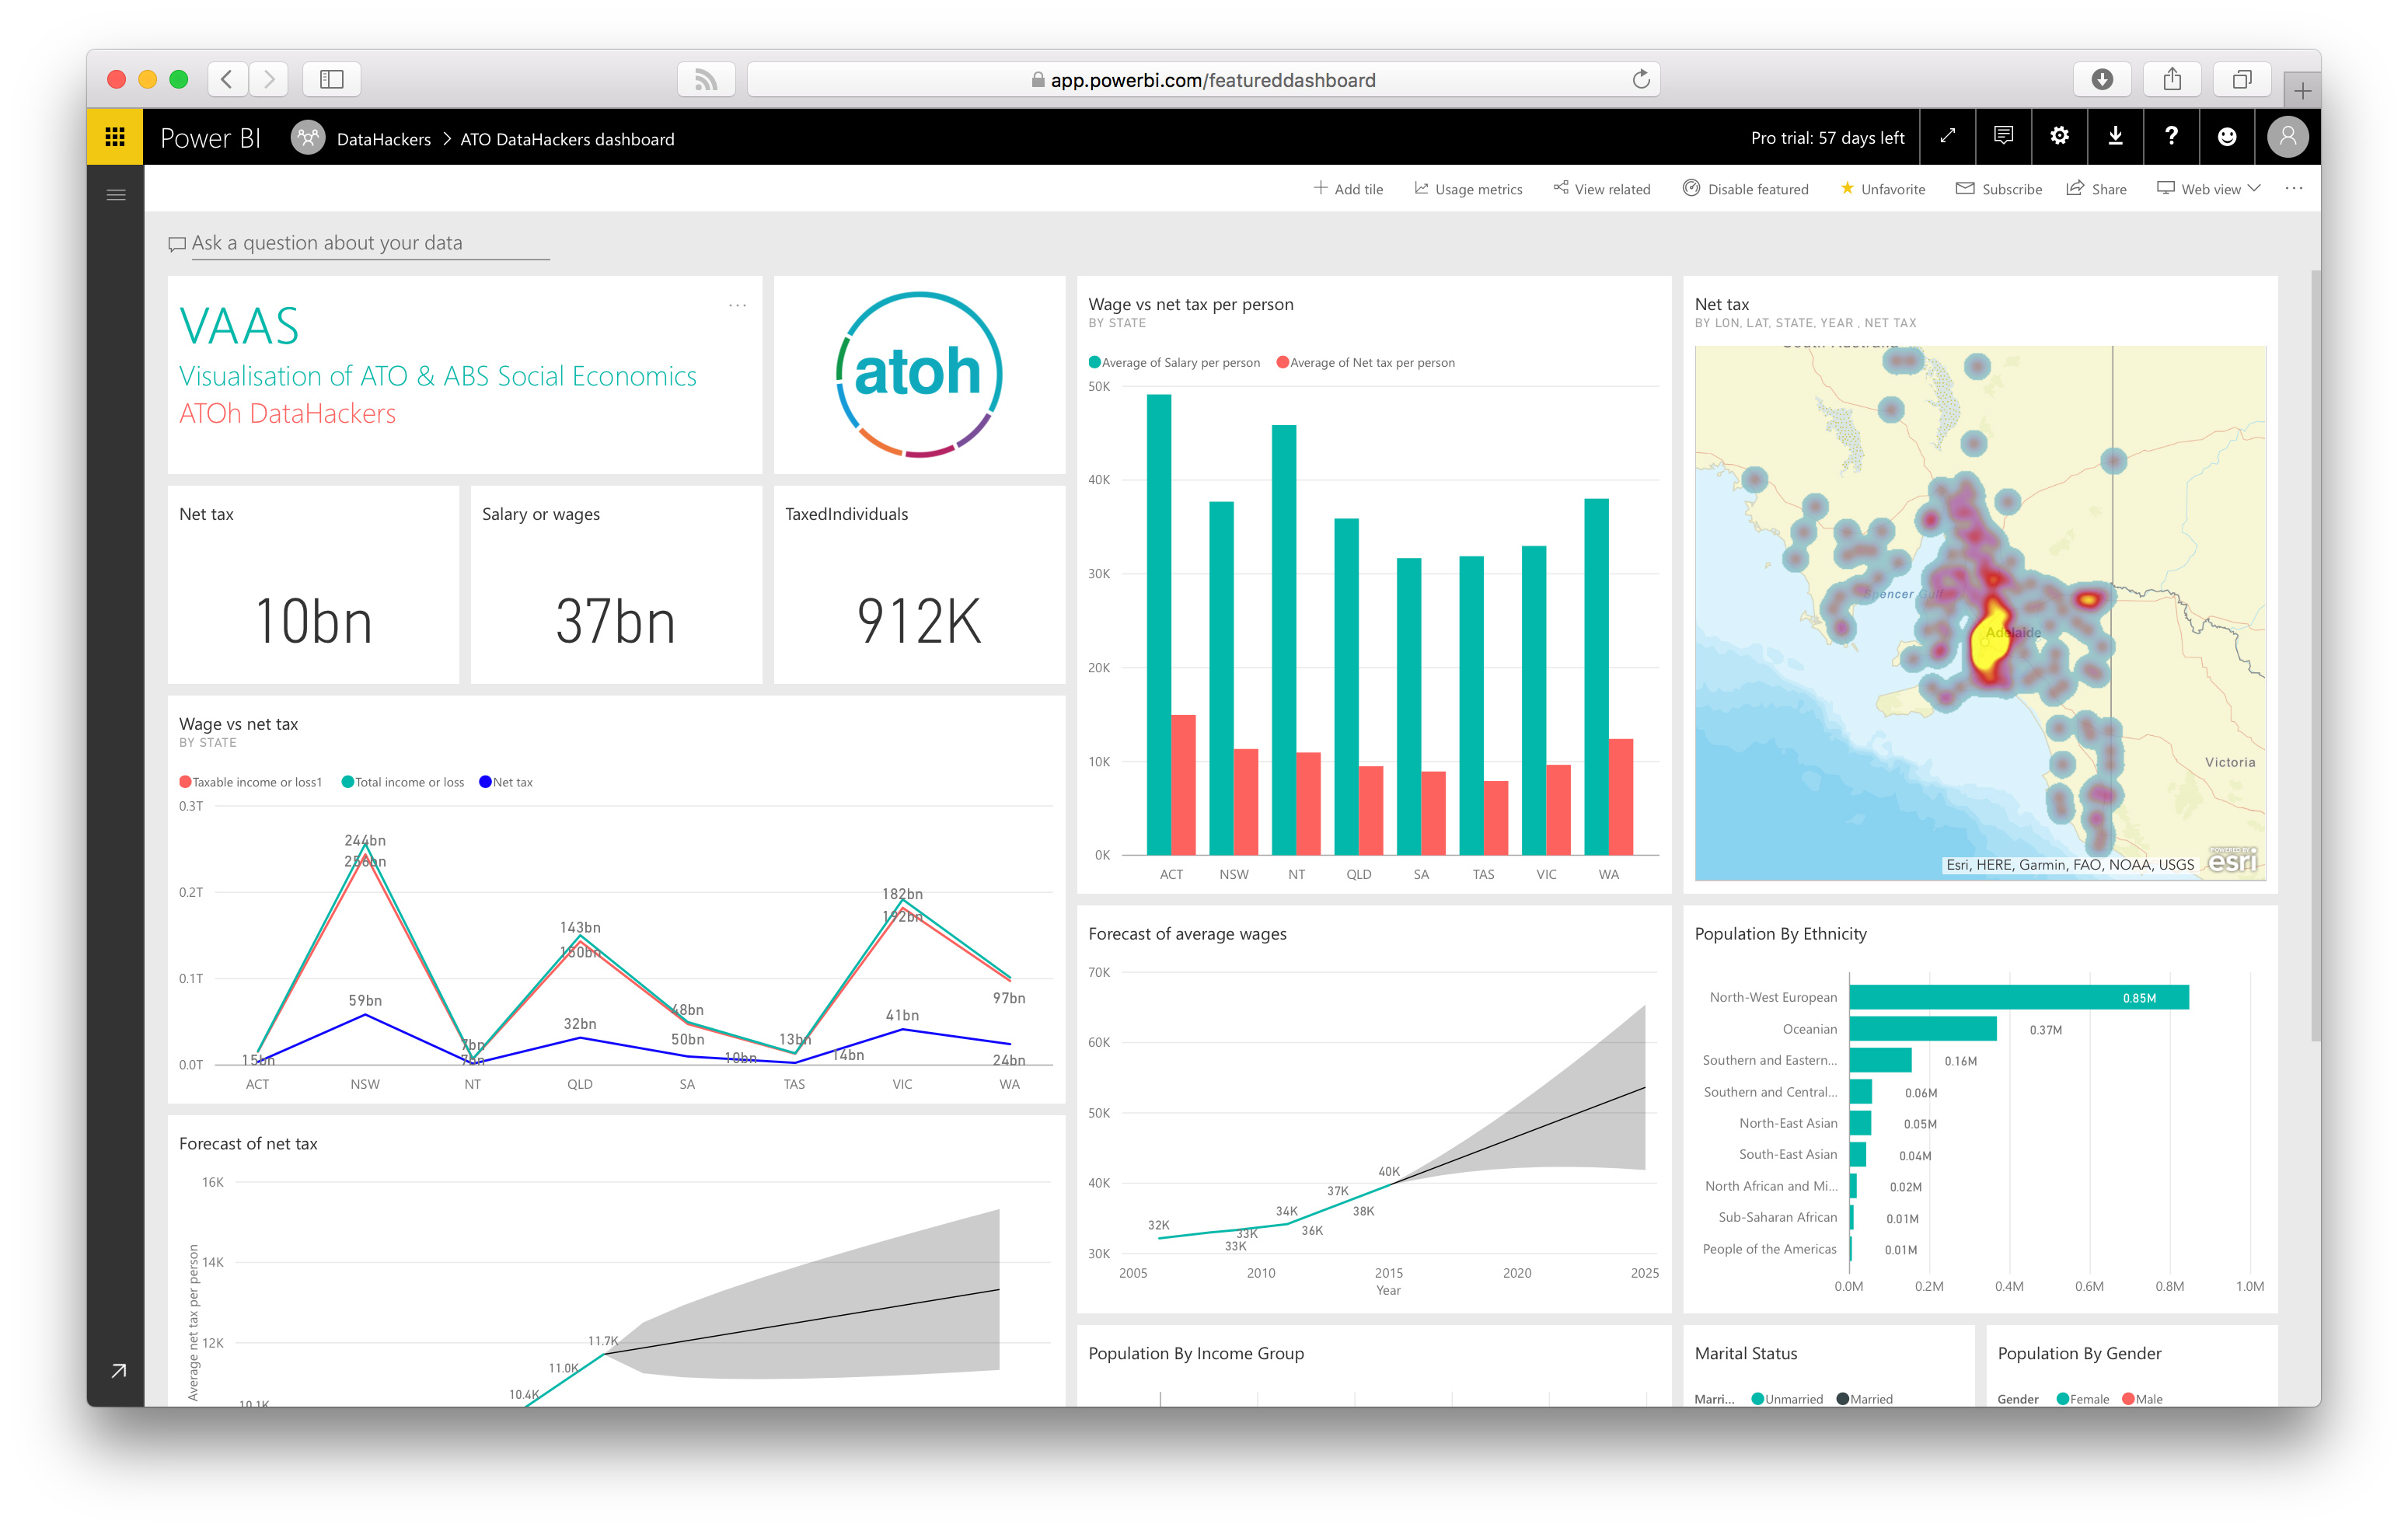 app.powerbi.com/featureddashboard
Power BI
DataHackers > ATO DataHackers dashboard
Pro trial: 57 days left
Add tile
Usage metrics
View related
Disable featured
Unfavorite
Subscribe
Share
Web view
Ask a question about your data
VAAS
Visualisation of ATO & ABS Social Economics
ATOh DataHackers
atoh
Net tax
10bn
Salary or wages
37bn
TaxedIndividuals
912K
Wage vs net tax
BY STATE
Taxable income or loss1 Total income or loss Net tax
0.3T
0.2T
0.1T
0.0T
244bn
256bn
59bn
15bn
7bn
7bn
143bn
150bn
32bn
48bn
50bn
10bn
13bn
14bn
182bn
192bn
41bn
97bn
24bn
ACT NSW NT QLD SA TAS VIC WA
Forecast of net tax
Average net tax per person
16K
14K
12K
11.7K
11.0K
10.4K
10.1K
Wage vs net tax per person
BY STATE
Average of Salary per person Average of Net tax per person
50K
40K
30K
20K
10K
0K
ACT NSW NT QLD SA TAS VIC WA
Forecast of average wages
70K
60K
50K
40K
30K
32K
33K
33K
34K
36K
37K
38K
40K
2005 2010 2015 2020 2025
Year
Population By Income Group
Net tax
BY LON, LAT, STATE, YEAR , NET TAX
South Australia
Spencer Gulf
Adelaide
Victoria
Esri, HERE, Garmin, FAO, NOAA, USGS
POWERED BY
esri
Population By Ethnicity
North-West European 0.85M
Oceanian 0.37M
Southern and Eastern... 0.16M
Southern and Central... 0.06M
North-East Asian 0.05M
South-East Asian 0.04M
North African and Mi... 0.02M
Sub-Saharan African 0.01M
People of the Americas 0.01M
0.0M 0.2M 0.4M 0.6M 0.8M 1.0M
Marital Status
Marri... Unmarried Married
Population By Gender
Gender Female Male